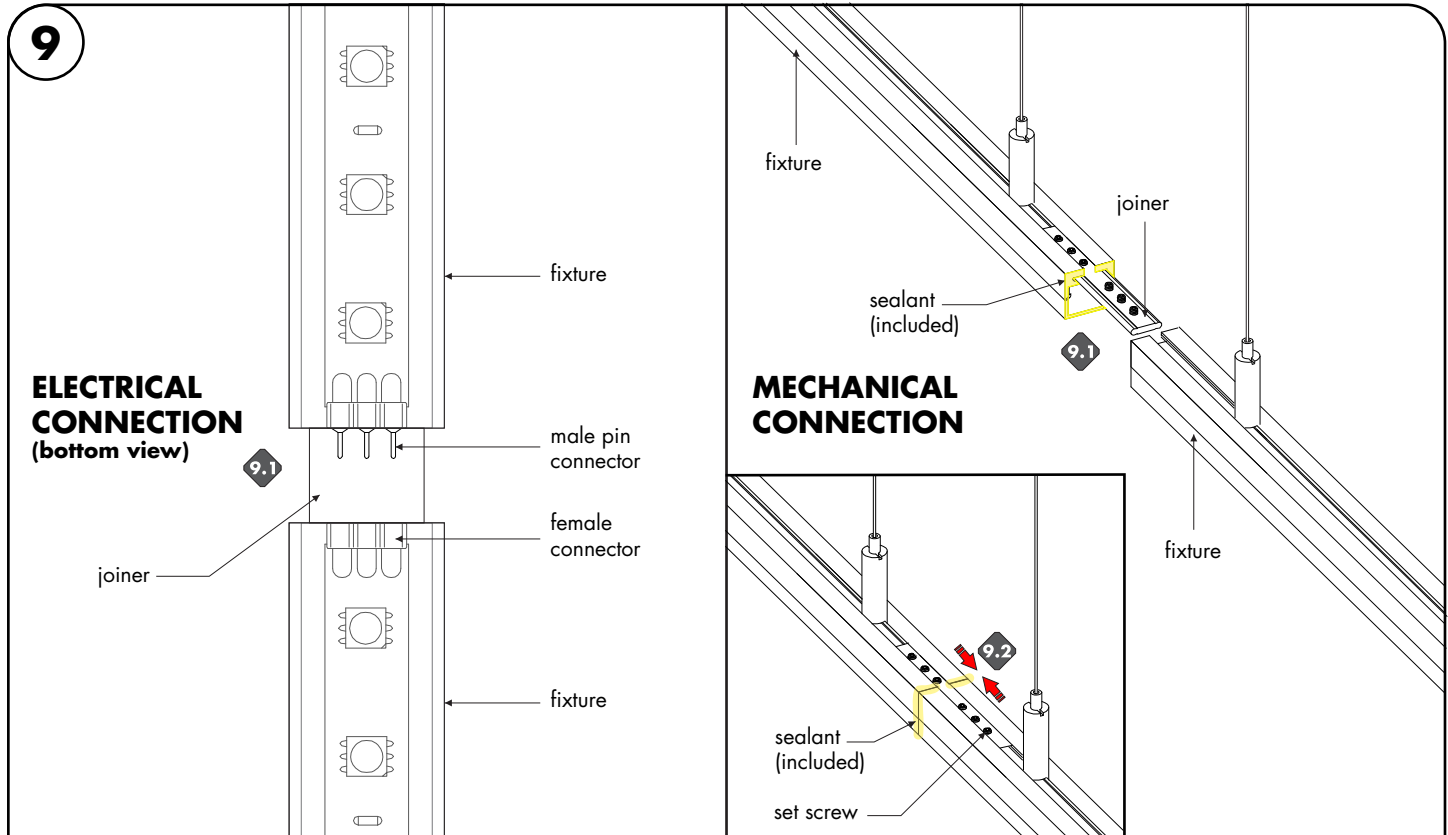 9
ELECTRICAL
CONNECTION
(bottom view)
9.1
joiner
fixture
male pin
connector
female
connector
fixture
fixture
joiner
sealant
(included)
9.1
MECHANICAL
CONNECTION
fixture
9.2
sealant
(included)
set screw